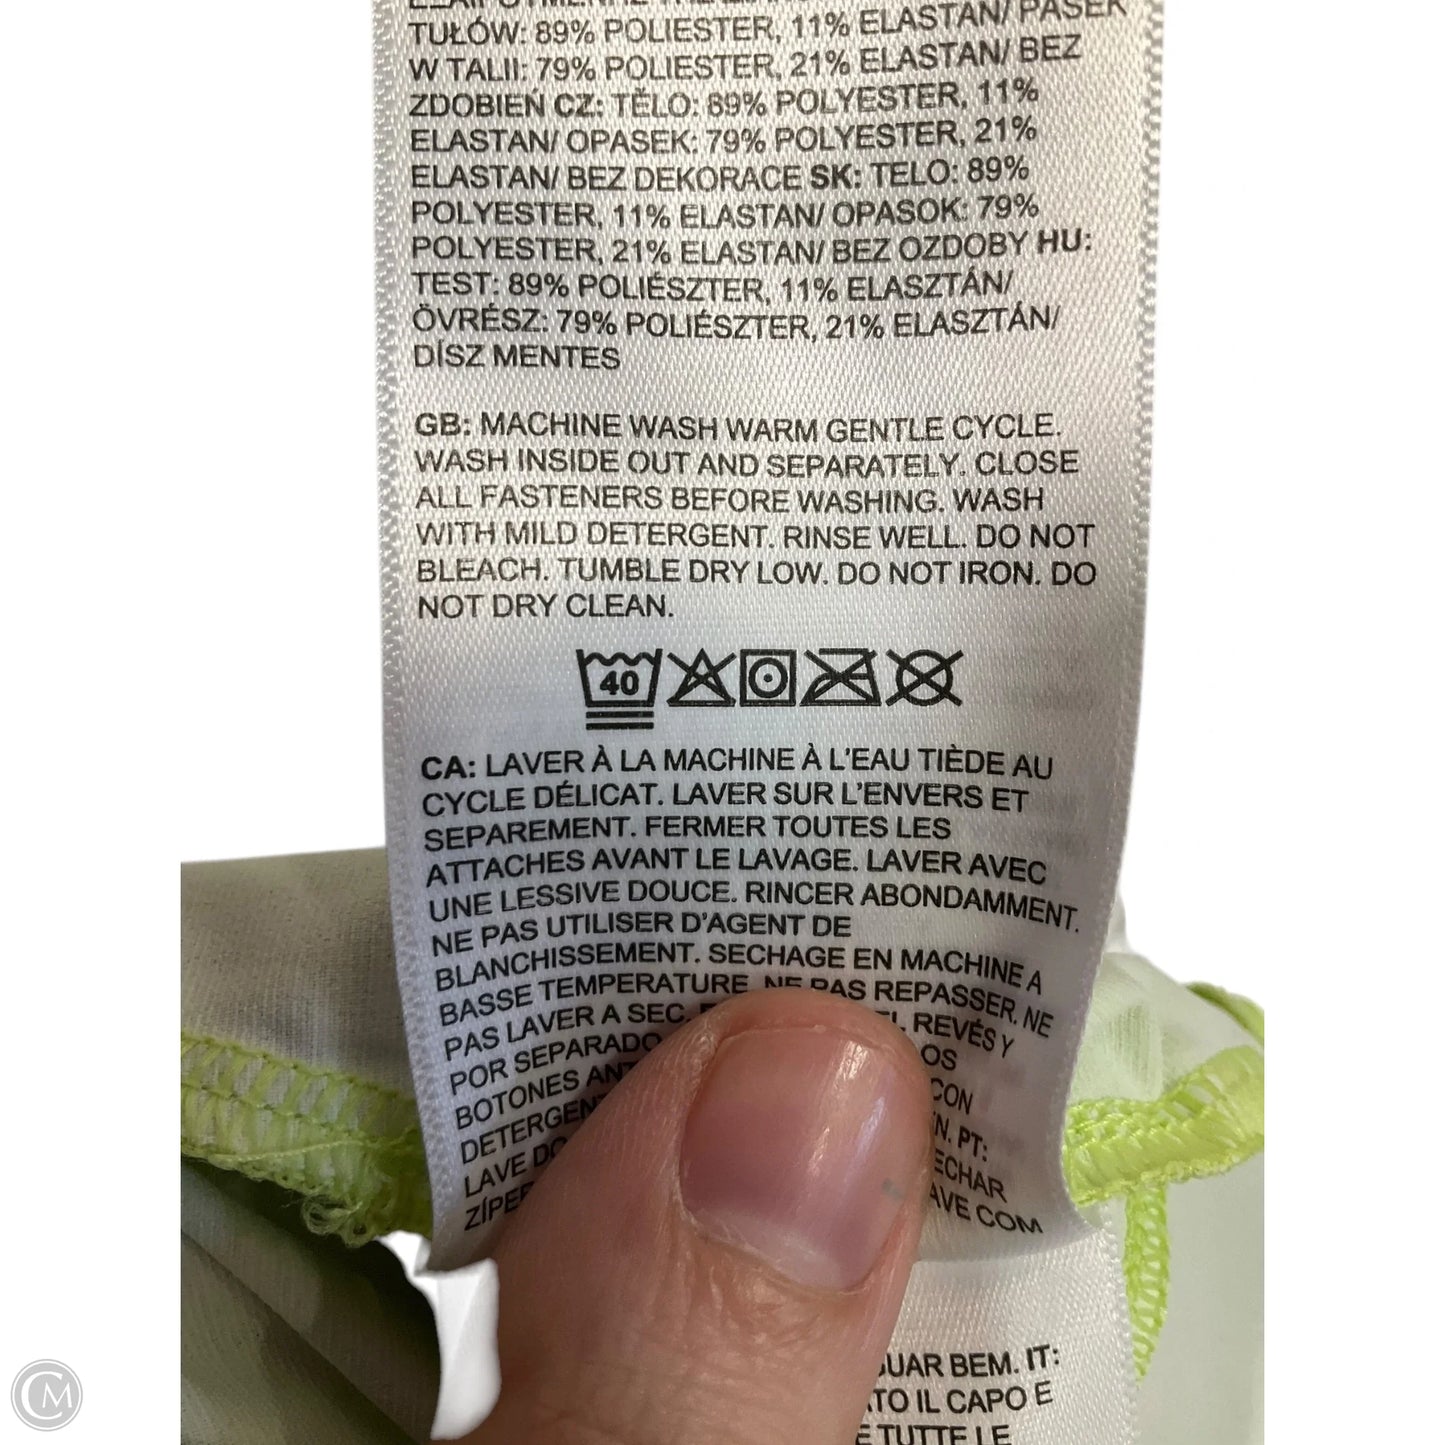 TUŁÓW: 89% POLIESTER, 11% ELASTAN/ PASEK
W TALII: 79% POLIESTER, 21% ELASTAN/ BEZ
ZDOBIEŃ CZ: TĚLO: 89% POLYESTER, 11%
ELASTAN/ OPASEK: 79% POLYESTER, 21%
ELASTAN/ BEZ DEKORACE SK: TELO: 89%
POLYESTER, 11% ELASTAN/ OPASOK: 79%
POLYESTER, 21% ELASTAN/ BEZ OZDOBY HU:
TEST: 89% POLIÉSZTER, 11% ELASZTÁN/
ÖVRÉSZ: 79% POLIÉSZTER, 21% ELASZTÁN/
DÍSZ MENTES
GB: MACHINE WASH WARM GENTLE CYCLE.
WASH INSIDE OUT AND SEPARATELY. CLOSE
ALL FASTENERS BEFORE WASHING. WASH
WITH MILD DETERGENT. RINSE WELL. DO NOT
BLEACH. TUMBLE DRY LOW. DO NOT IRON. DO
NOT DRY CLEAN.
40
CA: LAVER À LA MACHINE À L'EAU TIÈDE AU
CYCLE DÉLICAT. LAVER SUR L'ENVERS ET
SEPAREMENT. FERMER TOUTES LES
ATTACHES AVANT LE LAVAGE. LAVER AVEC
UNE LESSIVE DOUCE. RINCER ABONDAMMENT.
NE PAS UTILISER D'AGENT DE
BLANCHISSEMENT. SECHAGE EN MACHINE A
BASSE TEMPERATURE. NE PAS REPASSER. NE
PAS LAVER A SEC. REVÉS Y
POR SEPARADO
BOTONES CON
PT:
LAVE
AVE COM
GUAR BEM. IT:
IL CAPO E
TUTTE LE
CM